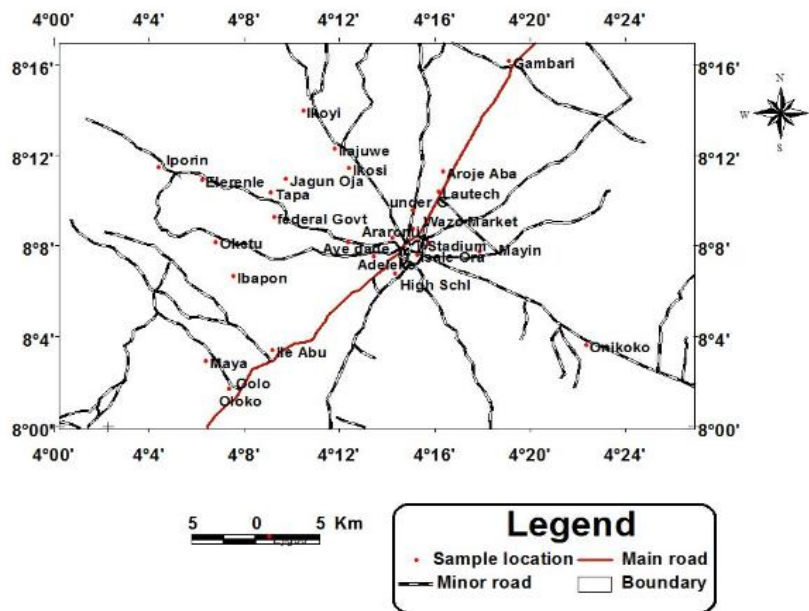 4°00' 4°4' 4°8' 4°12' 4°16' 4°20' 4°24'
8°16' 8°16'
Gambari
N
W
S
Ikoyi
8°12' 8°12'
Ilajuwe
Iporin
Ikosi
Aroje Aba
Elerenle
Jagun Oja
Tapa
Lautech
under S
federal Govt
Wazo Market
Araromi
8°8' 8°8'
Oketu
Aye dade
Stadium
Mayin
Isale Ora
Adeleke
Ibapon
High Schl
8°4' 8°4'
Onikoko
Ile Abu
Maya
Oolo
Oloko
8°00' 8°00'
4°00' 4°4' 4°8' 4°12' 4°16' 4°20' 4°24'
5 0 5 Km
Legend
Sample location Main road
Minor road Boundary